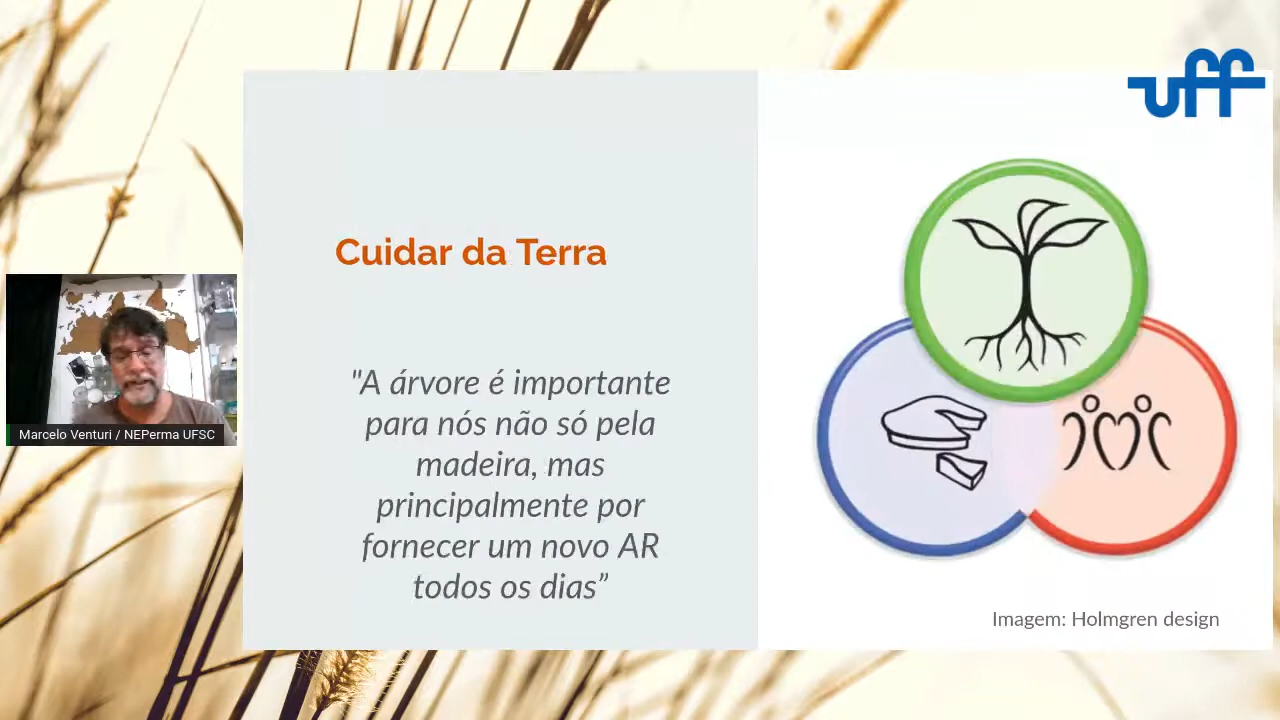 uff
Cuidar da Terra
"A árvore é importante
para nós não só pela
madeira, mas
principalmente por
fornecer um novo AR
todos os dias”
Marcelo Venturi / NEPerma UFSC
Imagem: Holmgren design